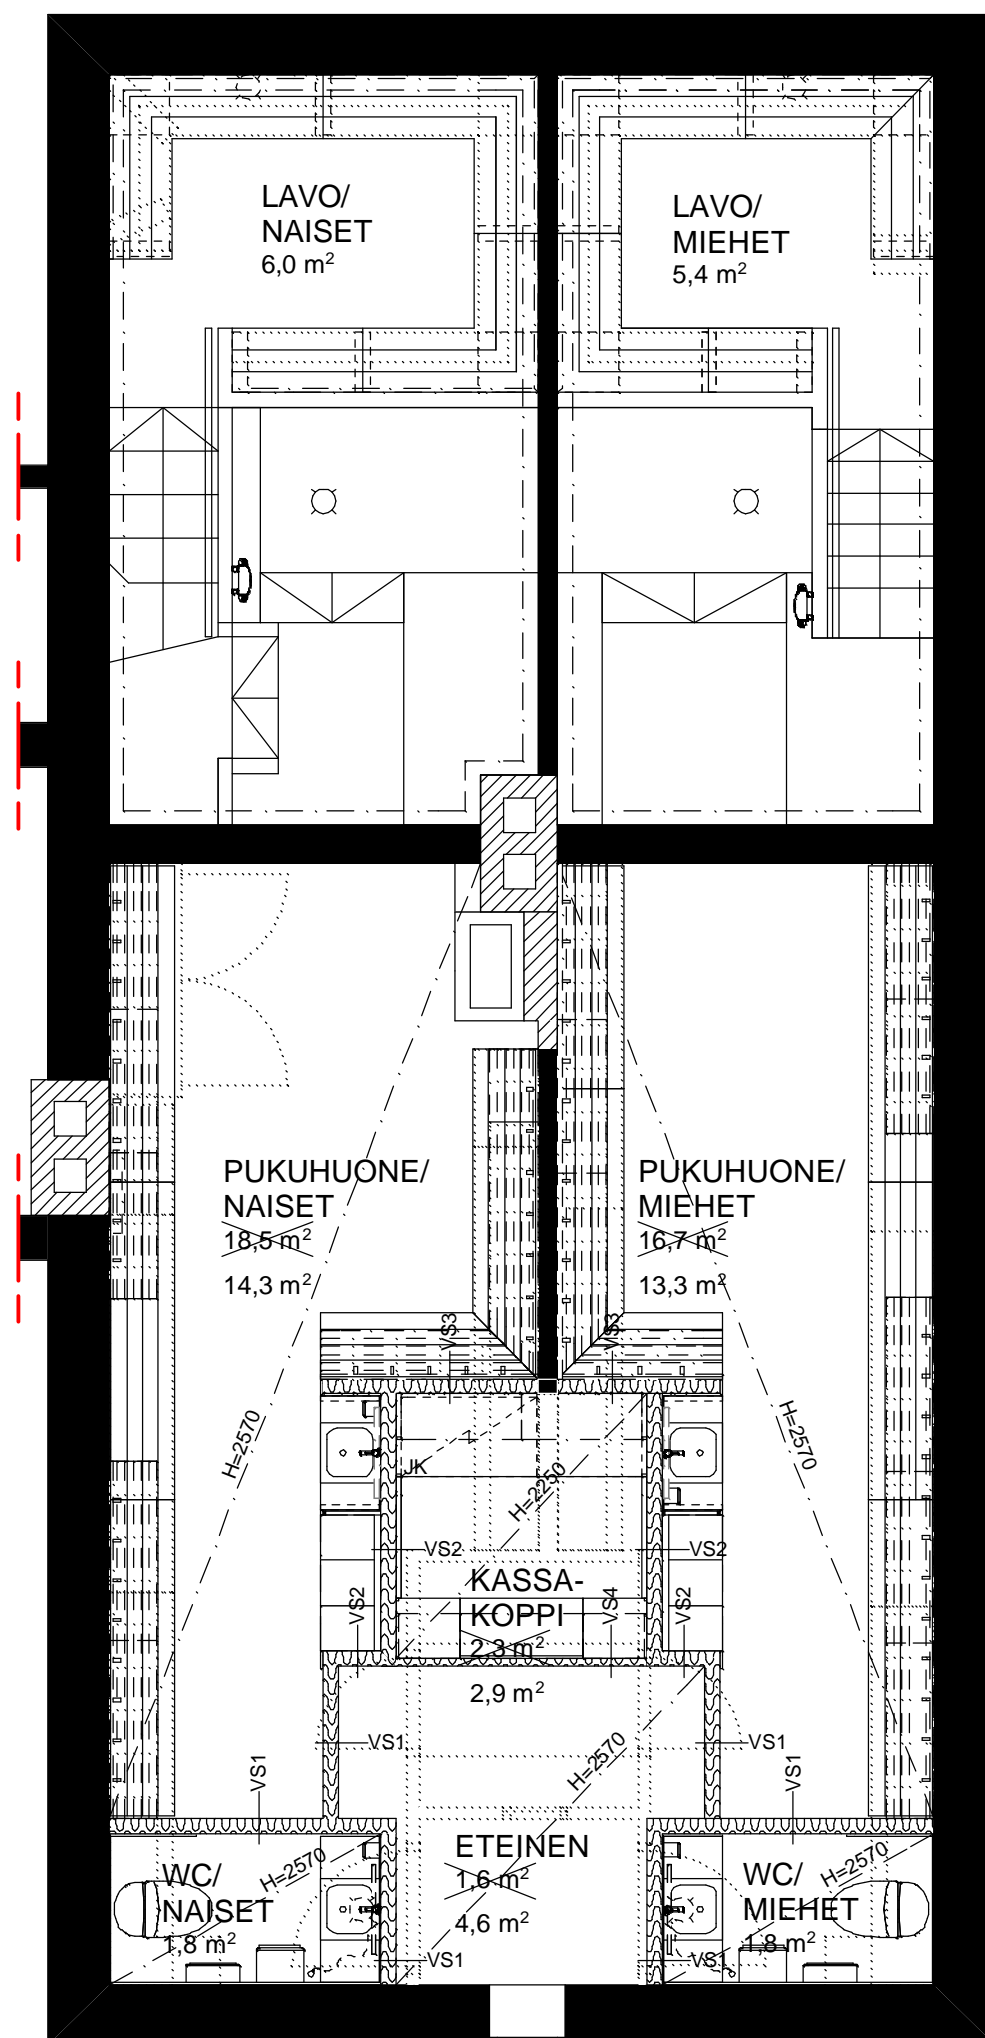 LAVO/
NAISET
6,0 m²
LAVO/
MIEHET
5,4 m²
PUKUHUONE/
NAISET
18,5 m²
14,3 m²
PUKUHUONE/
MIEHET
16,7 m²
13,3 m²
VS3
VS3
H=2570
H=2570
JK
H=2250
VS2
VS2
KASSA-
KOPPI
2,3 m²
2,9 m²
VS2
VS4
VS2
VS1
VS1
H=2570
VS1
VS1
ETEINEN
1,6 m²
4,6 m²
WC/
NAISET
1,8 m²
H=2570
WC/
MIEHET
1,8 m²
H=2570
VS1
VS1